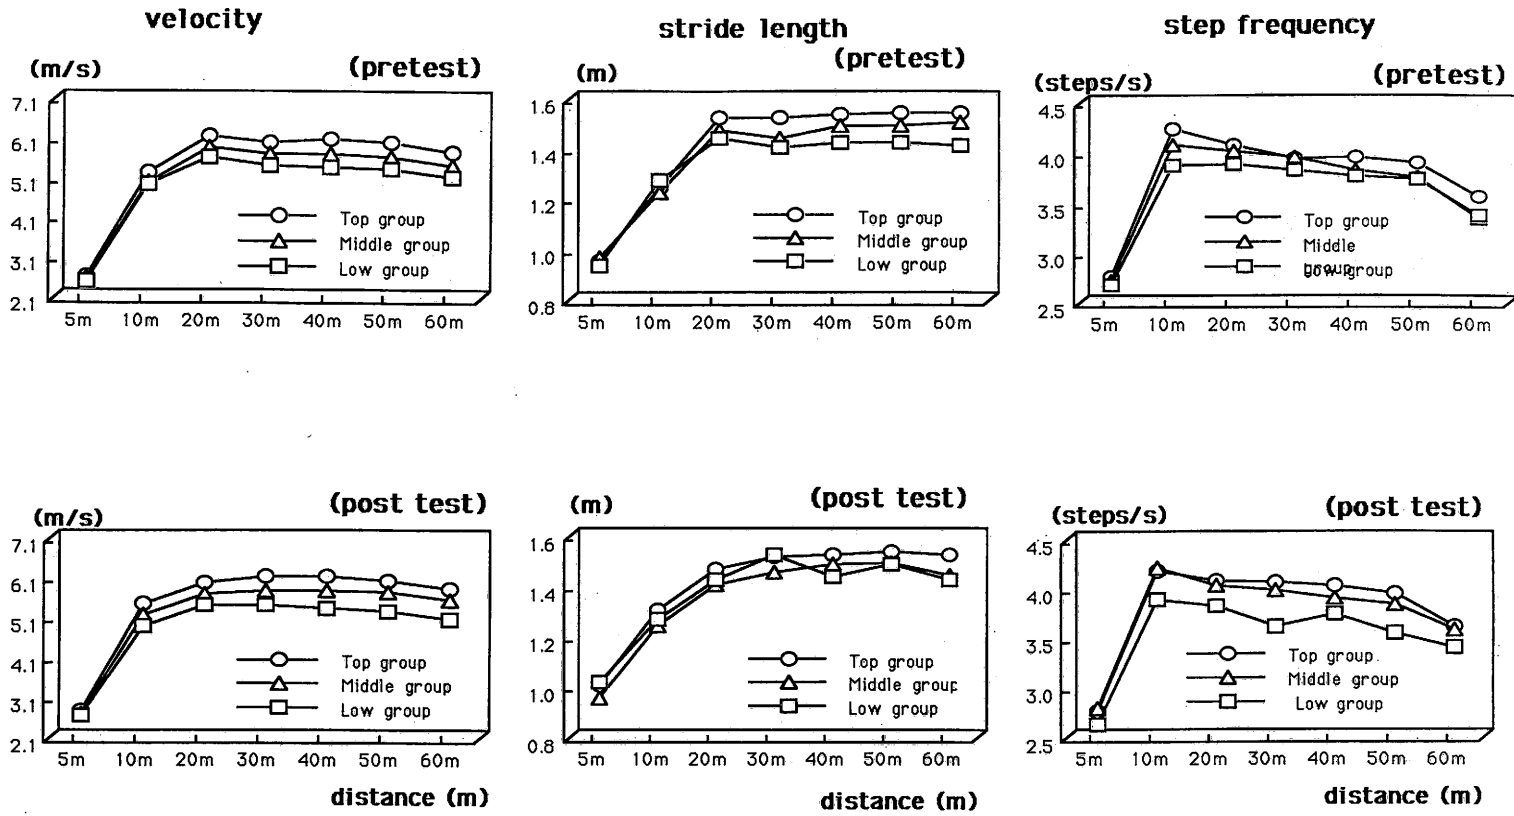 velocity
(m/s)
(pretest)
7.1
6.1
5.1
4.1
3.1
2.1
Top group
Middle group
Low group
5m 10m 20m 30m 40m 50m 60m
stride length
(m)
(pretest)
1.6
1.4
1.2
1.0
0.8
Top group
Middle group
Low group
5m 10m 20m 30m 40m 50m 60m
step frequency
(steps/s)
(pretest)
4.5
4.0
3.5
3.0
2.5
Top group
Middle
group
Low group
5m 10m 20m 30m 40m 50m 60m
(m/s)
(post test)
7.1
6.1
5.1
4.1
3.1
2.1
Top group
Middle group
Low group
5m 10m 20m 30m 40m 50m 60m
distance (m)
(m)
(post test)
1.6
1.4
1.2
1.0
0.8
Top group
Middle group
Low group
5m 10m 20m 30m 40m 50m 60m
distance (m)
(steps/s)
(post test)
4.5
4.0
3.5
3.0
2.5
Top group
Middle group
Low group
5m 10m 20m 30m 40m 50m 60m
distance (m)